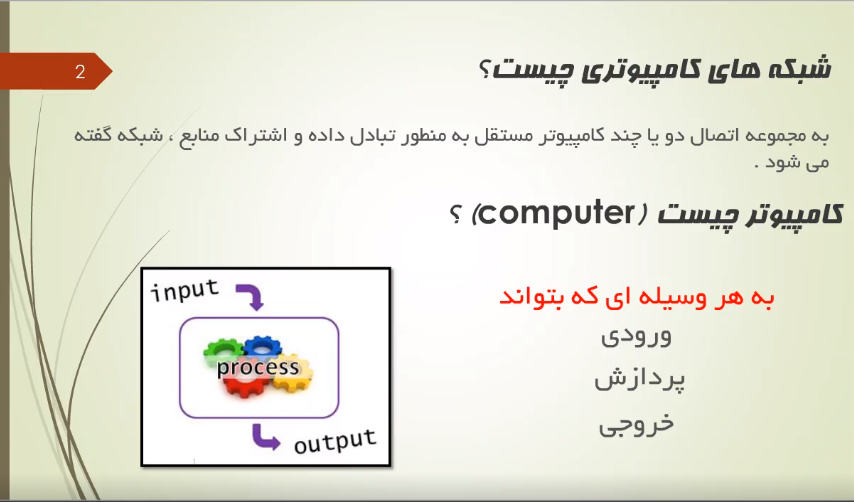 2
شبکه های کامپیوتری چیست؟
به مجموعه اتصال دو یا چند کامپیوتر مستقل به منظور تبادل داده و اشتراک منابع ، شبکه گفته
می شود .
کامپیوتر چیست (computer) ؟
به هر وسیله ای که بتواند
ورودی
پردازش
خروجی
input
process
output